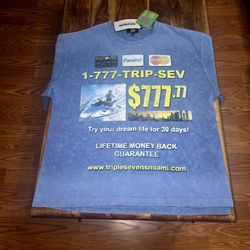 Parallel
1-777-TRIP-SEV
$777.77
Try your dream life for 30 days!
LIFETIME MONEY BACK
GUARANTEE
www.triplesevensmiami.com